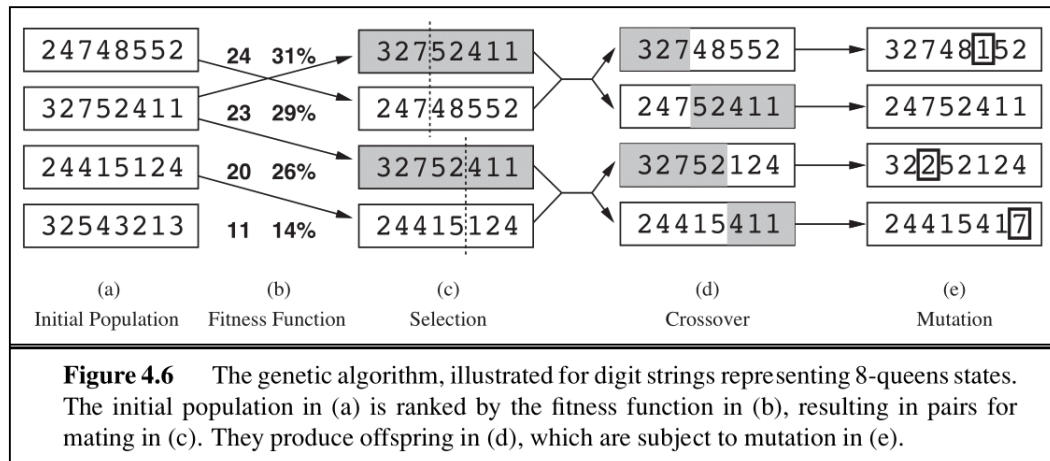 24748552 24 31% 32752411 32748552 32748152
32752411 23 29% 24748552 24752411 24752411
24415124 20 26% 32752411 32752124 32252124
32543213 11 14% 24415124 24415411 24415417
(a) (b) (c) (d) (e)
Initial Population Fitness Function Selection Crossover Mutation
Figure 4.6 The genetic algorithm, illustrated for digit strings representing 8-queens states.
The initial population in (a) is ranked by the fitness function in (b), resulting in pairs for
mating in (c). They produce offspring in (d), which are subject to mutation in (e).